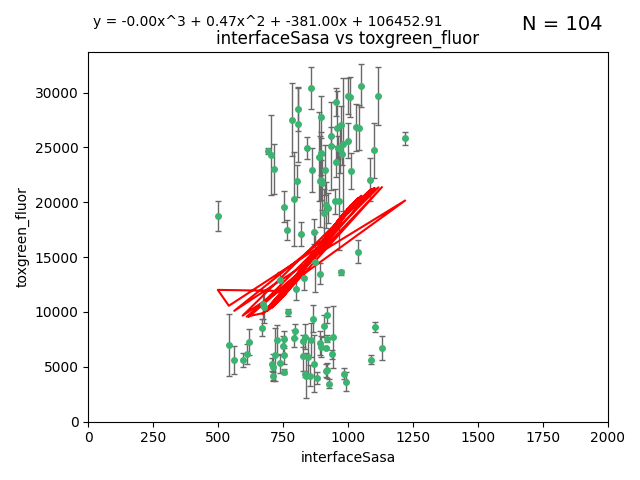 y = -0.00x^3 + 0.47x^2 + -381.00x + 106452.91
N = 104
interfaceSasa vs toxgreen_fluor
30000
25000
20000
15000
10000
5000
0
toxgreen_fluor
0 250 500 750 1000 1250 1500 1750 2000
interfaceSasa